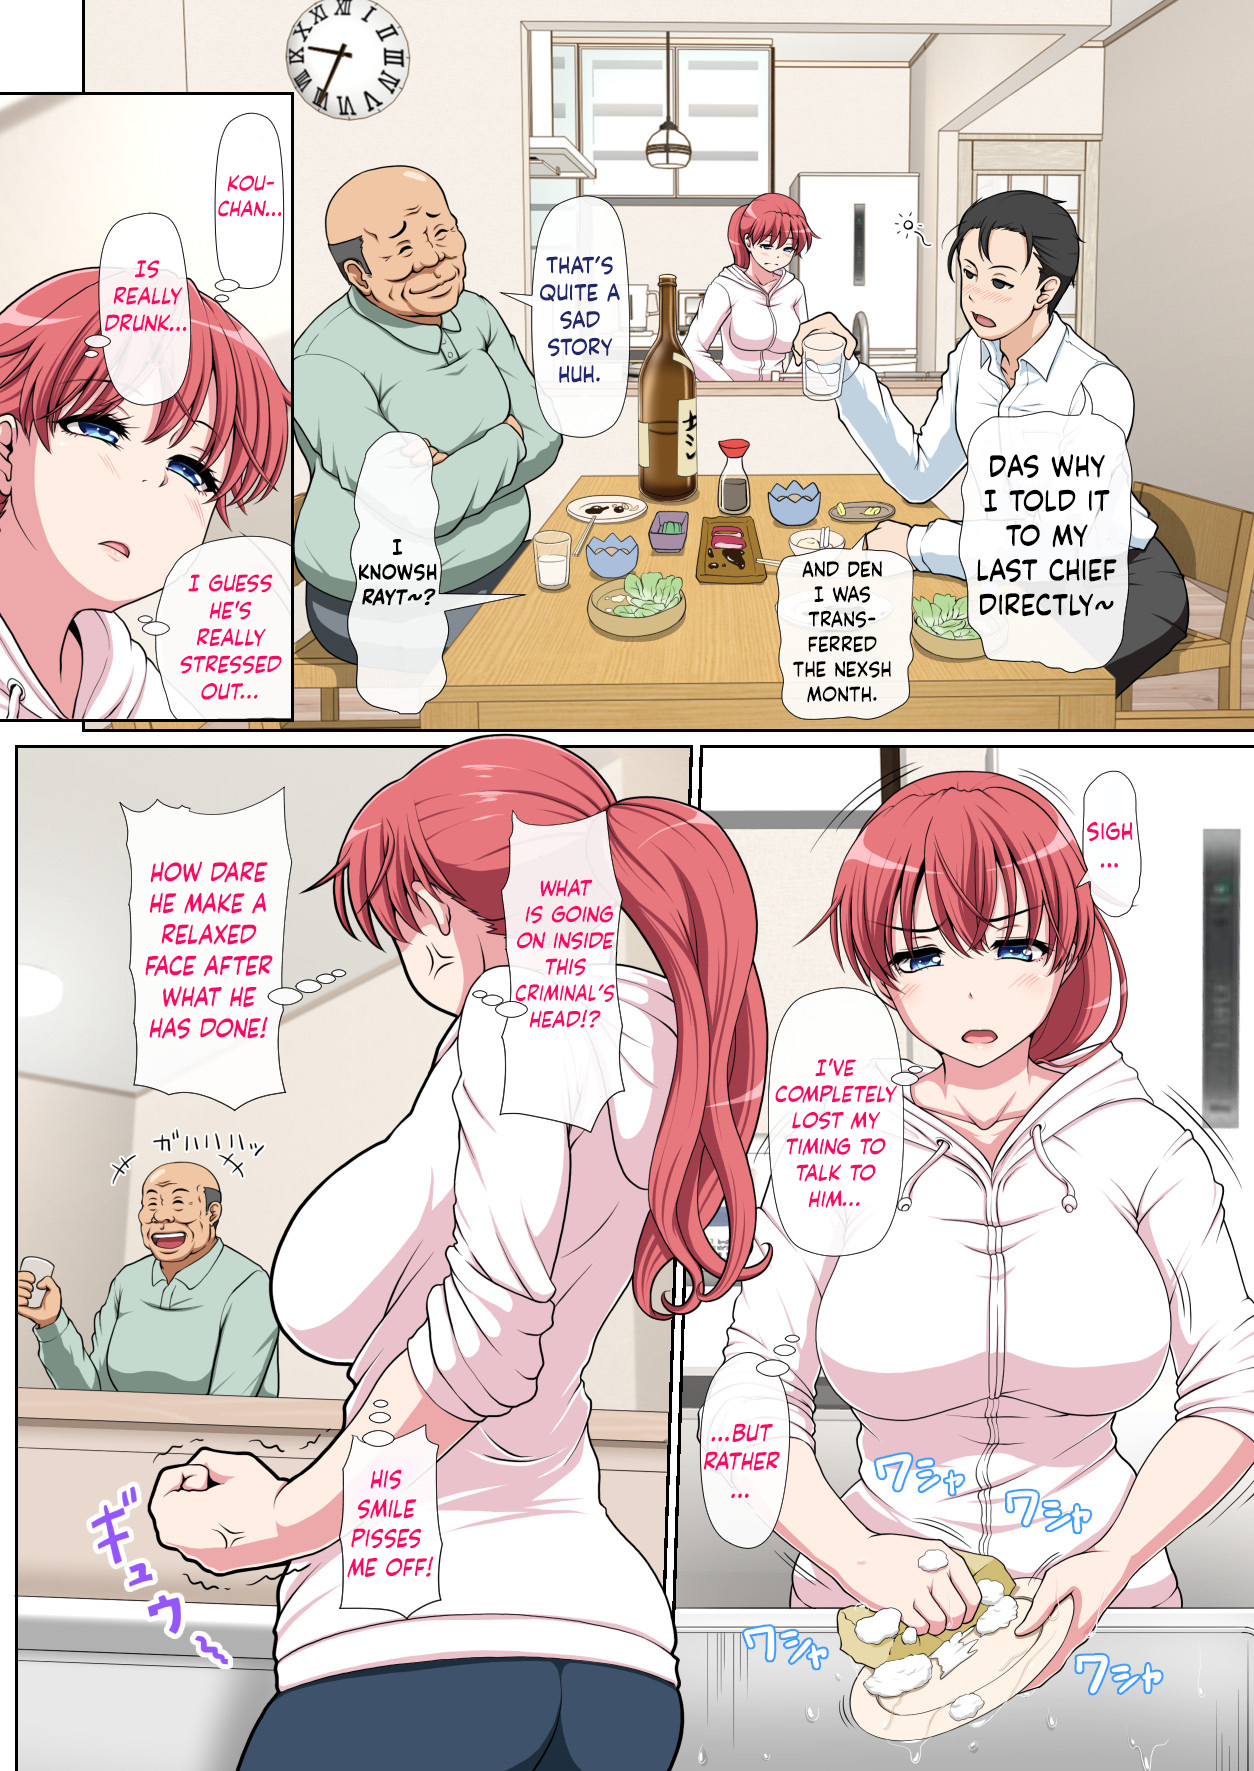 DAS WHY
I TOLD IT
TO MY
LAST CHIEF
DIRECTLY~
AND DEN
I WAS
TRANS-
FERRED
THE NEXSH
MONTH.
THAT'S
QUITE A
SAD
STORY
HUH.
I
KNOWSH
RAYT~?
KOU-
CHAN...
IS
REALLY
DRUNK...
I GUESS
HE'S
REALLY
STRESSED
OUT...
SIGH
...
I'VE
COMPLETELY
LOST MY
TIMING TO
TALK TO
HIM...
...BUT
RATHER
...
ワシャ
ワシャ
ワシャ
ワシャ
WHAT
IS GOING
ON INSIDE
THIS
CRIMINAL'S
HEAD!?
HOW DARE
HE MAKE A
RELAXED
FACE AFTER
WHAT HE
HAS DONE!
ガハハハハッ
HIS
SMILE
PISSES
ME OFF!
ギュウ~